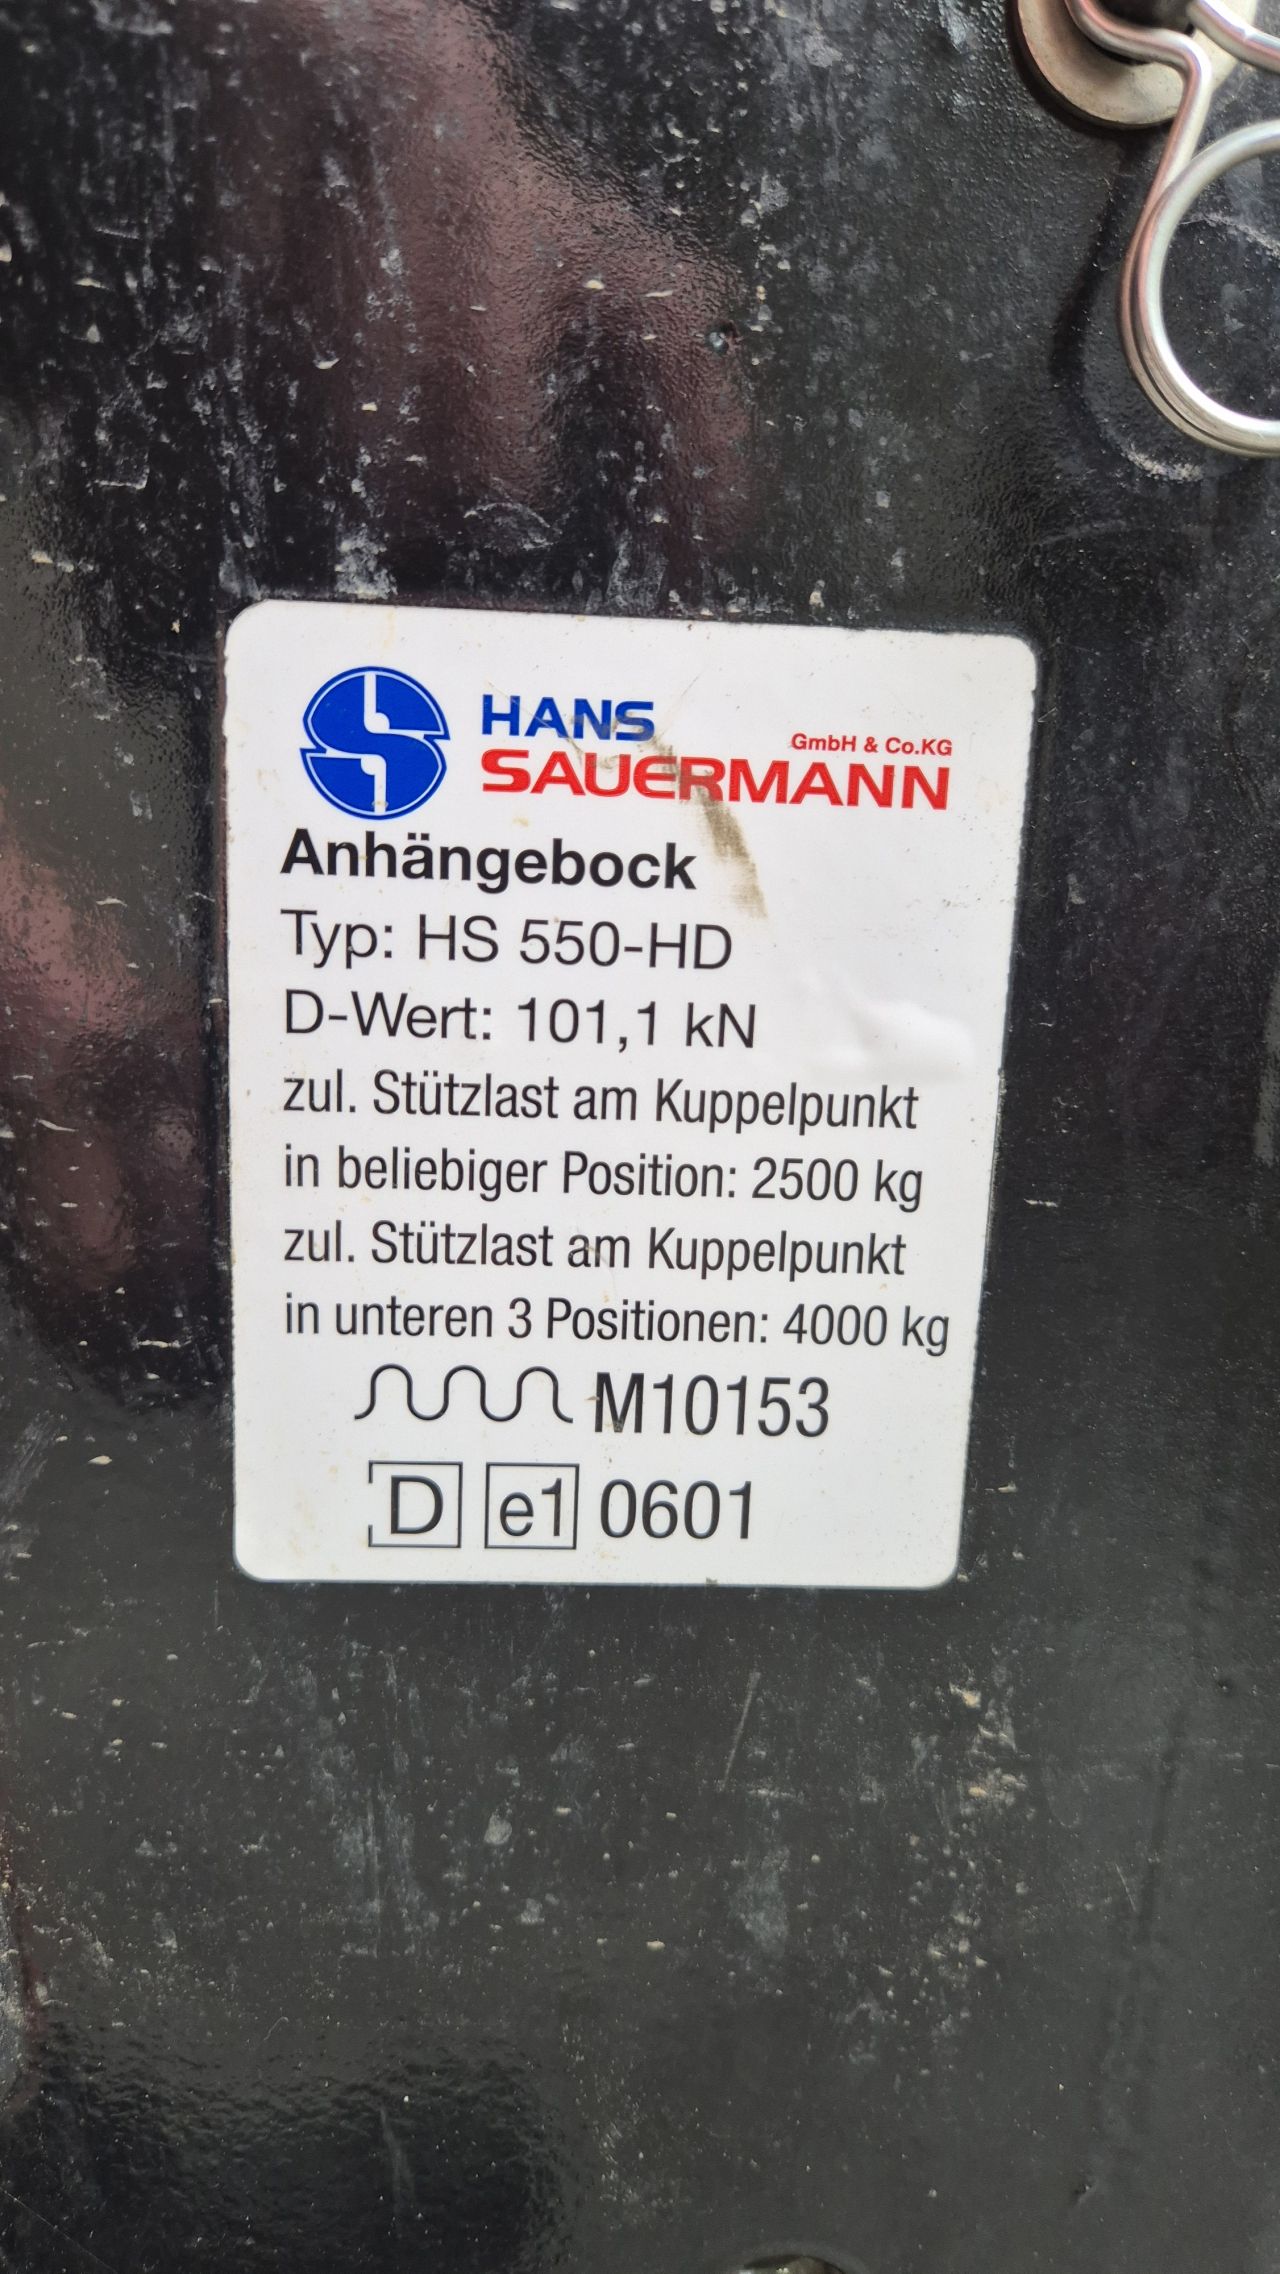 HANS
GmbH & Co.KG
SAUERMANN
Anhängebock
Typ: HS 550-HD
D-Wert: 101,1 kN
zul. Stützlast am Kuppelpunkt
in beliebiger Position: 2500 kg
zul. Stützlast am Kuppelpunkt
in unteren 3 Positionen: 4000 kg
M10153
D e1 0601